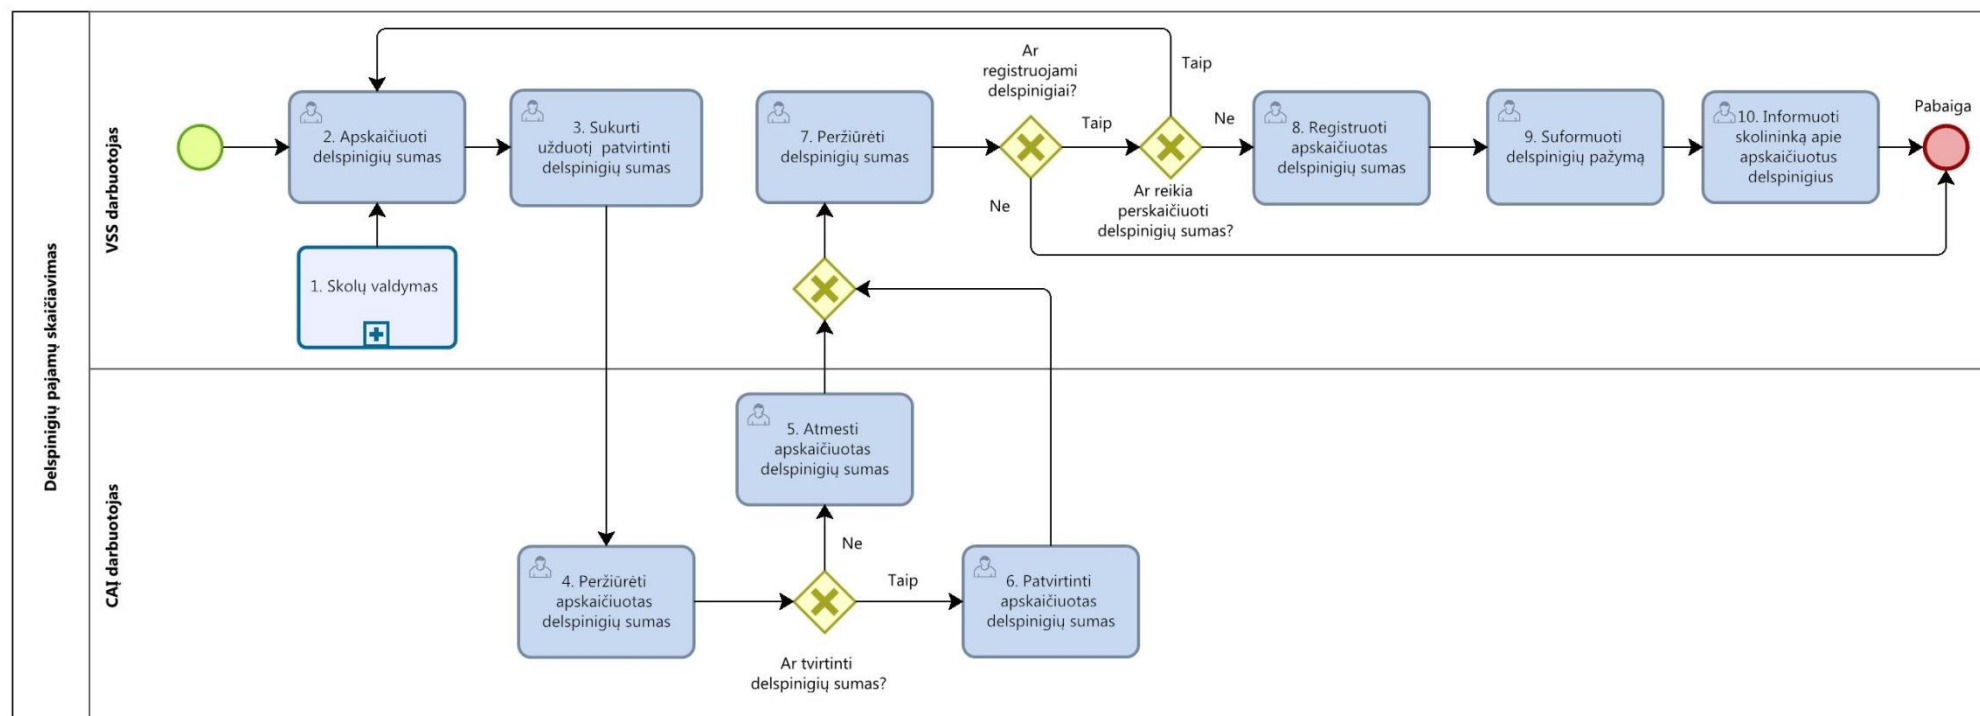 Delspinigių pajamų skaičiavimas
VSS darbuotojas
2. Apskaičiuoti
delspinigių sumas
3. Sukurti
užduotį patvirtinti
delspinigių sumas
1. Skolų valdymas
7. Peržiūrėti
delspinigių sumas
Ar
registruojami
delspinigiai?
Taip
Ne
Taip
Ne
Ar reikia
perskaičiuoti
delspinigių sumas?
8. Registruoti
apskaičiuotas
delspinigių sumas
9. Suformuoti
delspinigių pažymą
10. Informuoti
skolininką apie
apskaičiuotus
delspinigius
Pabaiga
CAĮ darbuotojas
4. Peržiūrėti
apskaičiuotas
delspinigių sumas
5. Atmesti
apskaičiuotas
delspinigių sumas
Ne
Taip
Ar tvirtinti
delspinigių sumas?
6. Patvirtinti
apskaičiuotas
delspinigių sumas